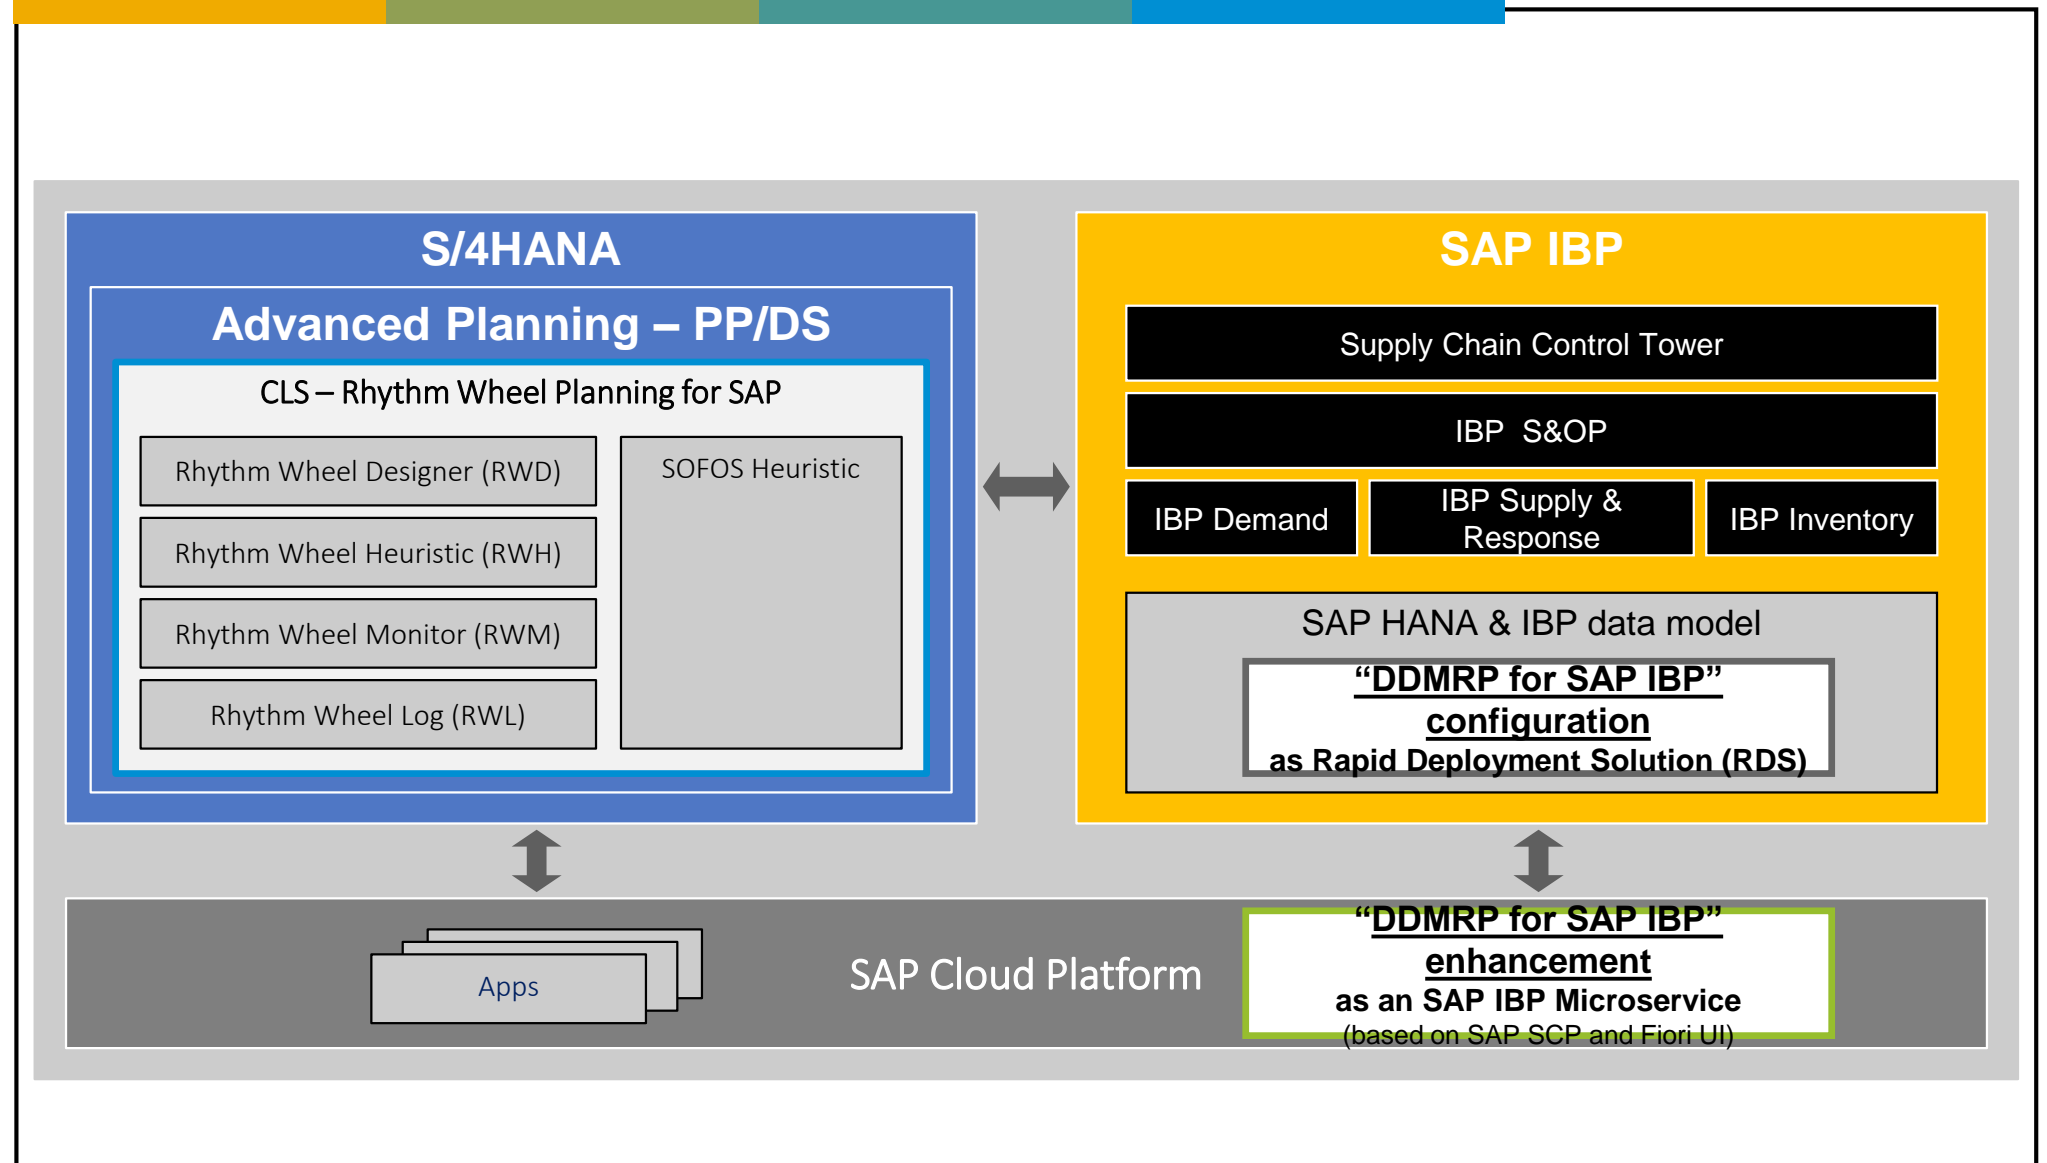 S/4HANA
Advanced Planning – PP/DS
CLS – Rhythm Wheel Planning for SAP
Rhythm Wheel Designer (RWD)
Rhythm Wheel Heuristic (RWH)
Rhythm Wheel Monitor (RWM)
Rhythm Wheel Log (RWL)
SOFOS Heuristic
SAP IBP
Supply Chain Control Tower
IBP S&OP
IBP Demand
IBP Supply &
Response
IBP Inventory
SAP HANA & IBP data model
“DDMRP for SAP IBP”
configuration
as Rapid Deployment Solution (RDS)
Apps
SAP Cloud Platform
“DDMRP for SAP IBP”
enhancement
as an SAP IBP Microservice
(based on SAP SCP and Fiori UI)